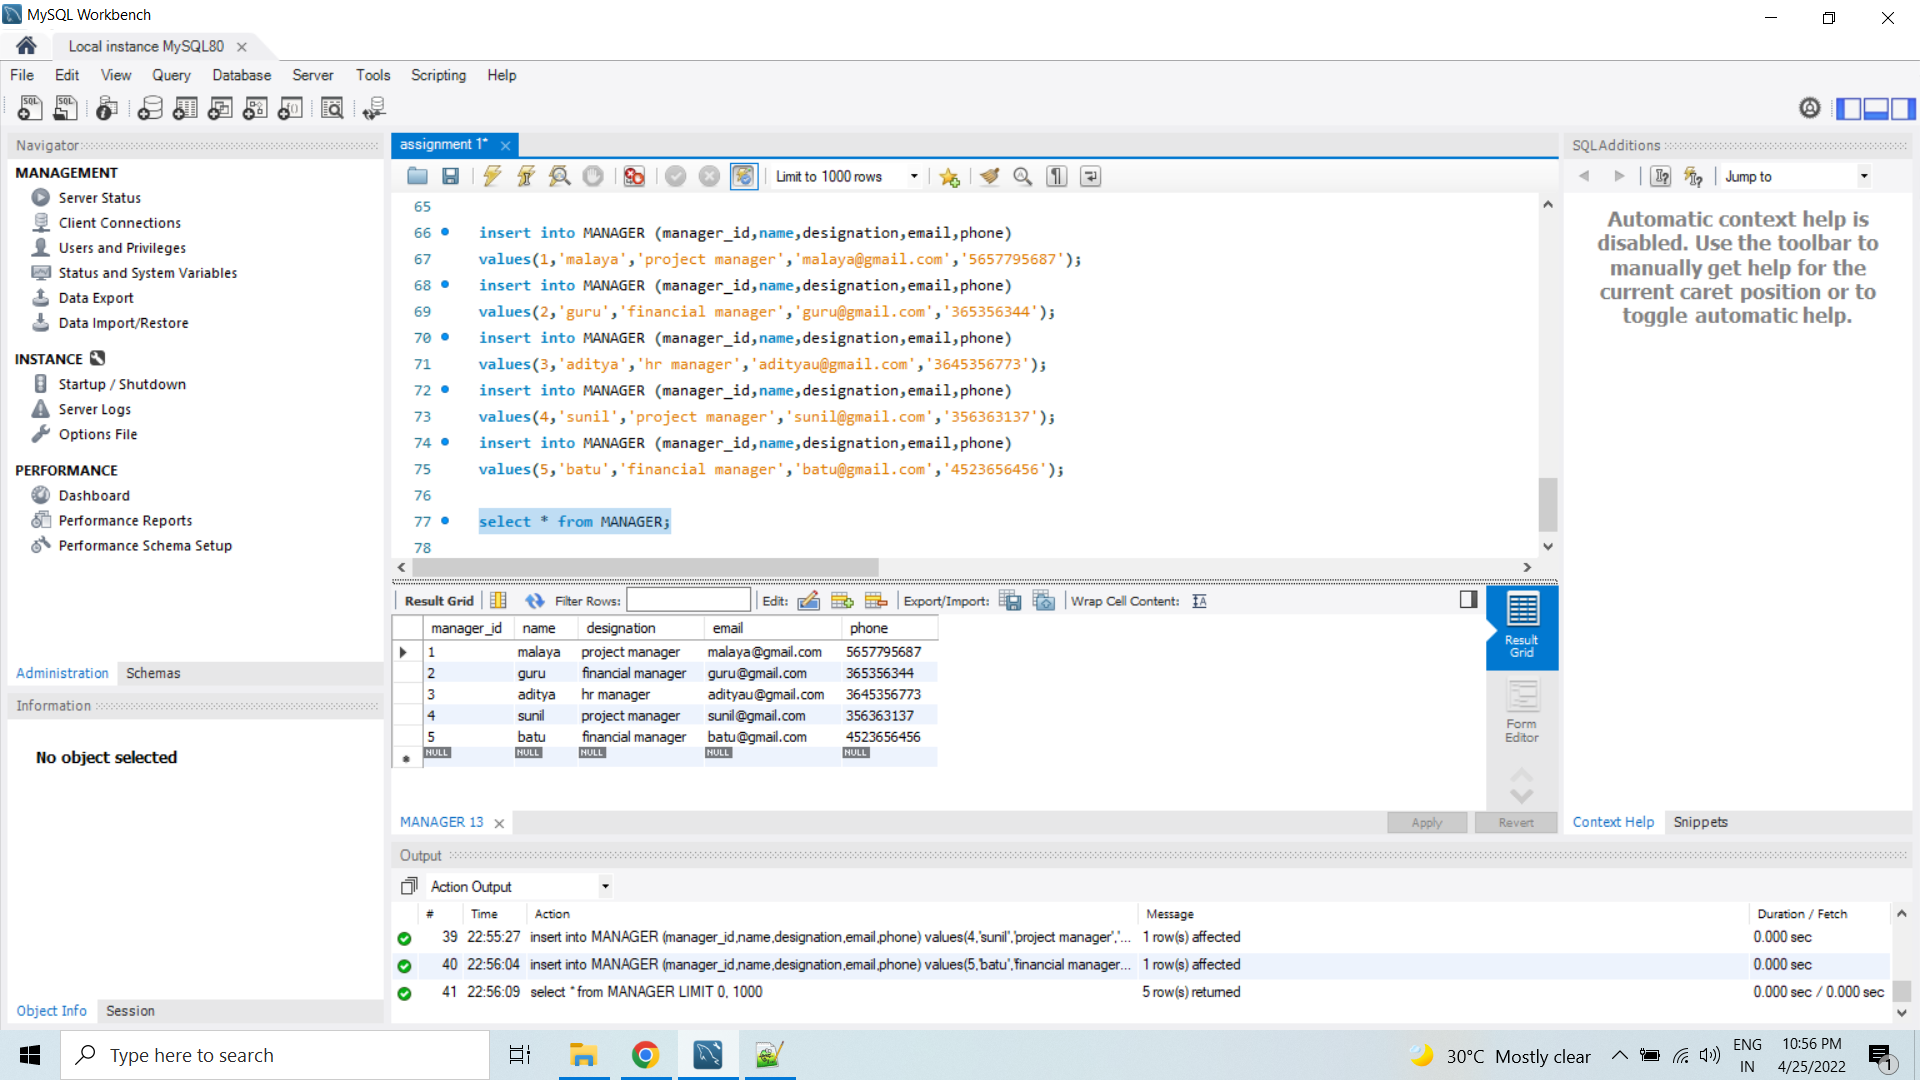 MySQL Workbench
Local instance MySQL80
File Edit View Query Database Server Tools Scripting Help
Navigator
MANAGEMENT
Server Status
Client Connections
Users and Privileges
Status and System Variables
Data Export
Data Import/Restore
INSTANCE
Startup / Shutdown
Server Logs
Options File
PERFORMANCE
Dashboard
Performance Reports
Performance Schema Setup
Administration Schemas
Information
No object selected
Object Info Session
assignment 1*
Limit to 1000 rows
65
66 insert into MANAGER (manager_id,name,designation,email,phone)
67 values(1,'malaya','project manager','malaya@gmail.com','5657795687');
68 insert into MANAGER (manager_id,name,designation,email,phone)
69 values(2,'guru','financial manager','guru@gmail.com','365356344');
70 insert into MANAGER (manager_id,name,designation,email,phone)
71 values(3,'aditya','hr manager','adityau@gmail.com','3645356773');
72 insert into MANAGER (manager_id,name,designation,email,phone)
73 values(4,'sunil','project manager','sunil@gmail.com','356363137');
74 insert into MANAGER (manager_id,name,designation,email,phone)
75 values(5,'batu','financial manager','batu@gmail.com','4523656456');
76
77 select * from MANAGER;
78
Result Grid Filter Rows: Edit: Export/Import: Wrap Cell Content:
manager_id name designation email phone
1 malaya project manager malaya@gmail.com 5657795687
2 guru financial manager guru@gmail.com 365356344
3 aditya hr manager adityau@gmail.com 3645356773
4 sunil project manager sunil@gmail.com 356363137
5 batu financial manager batu@gmail.com 4523656456
NULL NULL NULL NULL NULL
Result
Grid
Form
Editor
MANAGER 13
Apply Revert
SQLAdditions
Jump to
Automatic context help is
disabled. Use the toolbar to
manually get help for the
current caret position or to
toggle automatic help.
Context Help Snippets
Output
Action Output
# Time Action Message Duration / Fetch
39 22:55:27 insert into MANAGER (manager_id,name,designation,email,phone) values(4,'sunil','project manager','... 1 row(s) affected 0.000 sec
40 22:56:04 insert into MANAGER (manager_id,name,designation,email,phone) values(5,'batu','financial manager... 1 row(s) affected 0.000 sec
41 22:56:09 select * from MANAGER LIMIT 0, 1000 5 row(s) returned 0.000 sec / 0.000 sec
Type here to search
30°C Mostly clear
ENG
IN
10:56 PM
4/25/2022
1